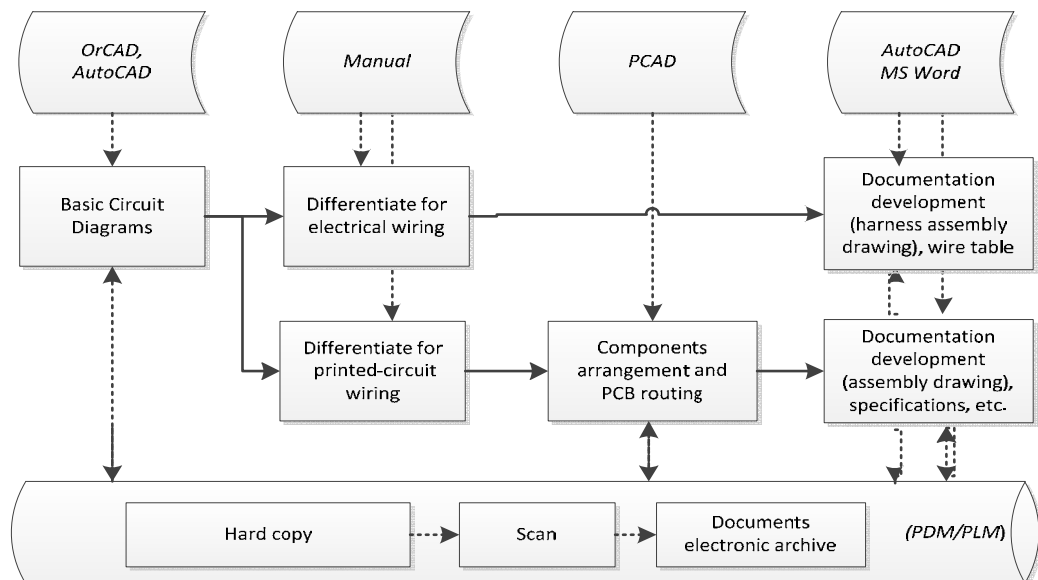 OrCAD,
AutoCAD
Manual
PCAD
AutoCAD
MS Word
Basic Circuit
Diagrams
Differentiate for
electrical wiring
Documentation
development
(harness assembly
drawing), wire table
Differentiate for
printed-circuit
wiring
Components
arrangement and
PCB routing
Documentation
development
(assembly drawing),
specifications, etc.
Hard copy
Scan
Documents
electronic archive
(PDM/PLM)